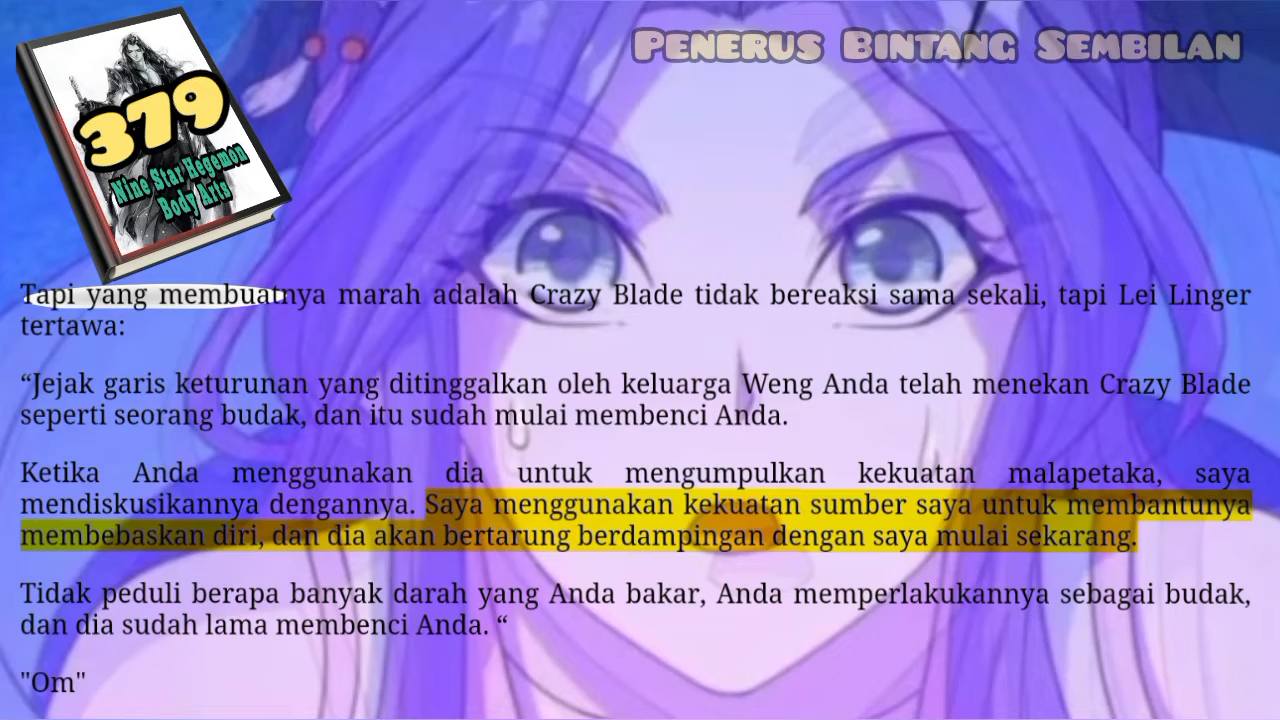 379
Nine Star Hegemon
Body Arts
PENERUS BINTANG SEMBILAN
Tapi yang membuatnya marah adalah Crazy Blade tidak bereaksi sama sekali, tapi Lei Linger
tertawa:
“Jejak garis keturunan yang ditinggalkan oleh keluarga Weng Anda telah menekan Crazy Blade
seperti seorang budak, dan itu sudah mulai membenci Anda.
Ketika Anda menggunakan dia untuk mengumpulkan kekuatan malapetaka, saya
mendiskusikannya dengannya. Saya menggunakan kekuatan sumber saya untuk membantunya
membebaskan diri, dan dia akan bertarung berdampingan dengan saya mulai sekarang.
Tidak peduli berapa banyak darah yang Anda bakar, Anda memperlakukannya sebagai budak,
dan dia sudah lama membenci Anda. “
"Om"